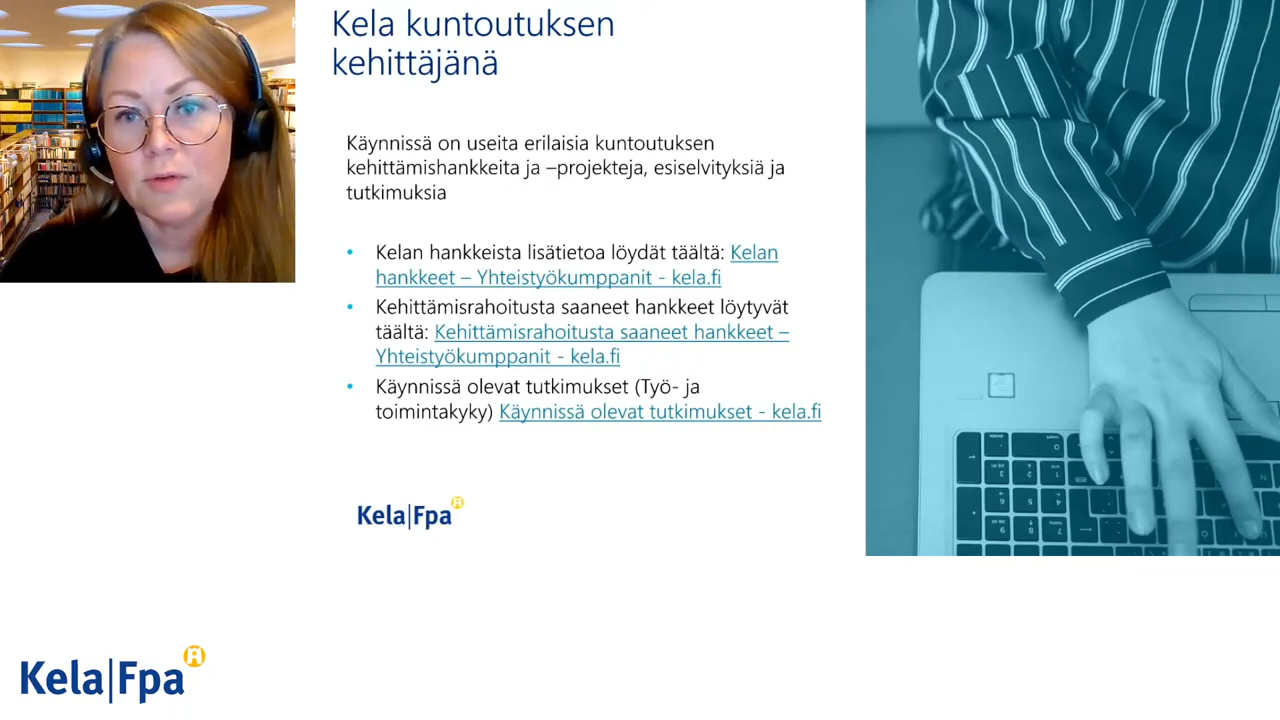 Kela kuntoutuksen
kehittäjänä
Käynnissä on useita erilaisia kuntoutuksen
kehittämishankkeita ja –projekteja, esiselvityksiä ja
tutkimuksia
• Kelan hankkeista lisätietoa löydät täältä: Kelan
hankkeet – Yhteistyökumppanit - kela.fi
• Kehittämisrahoitusta saaneet hankkeet löytyvät
täältä: Kehittämisrahoitusta saaneet hankkeet –
Yhteistyökumppanit - kela.fi
• Käynnissä olevat tutkimukset (Työ- ja
toimintakyky) Käynnissä olevat tutkimukset - kela.fi
Kela|Fpa
Kela|Fpa